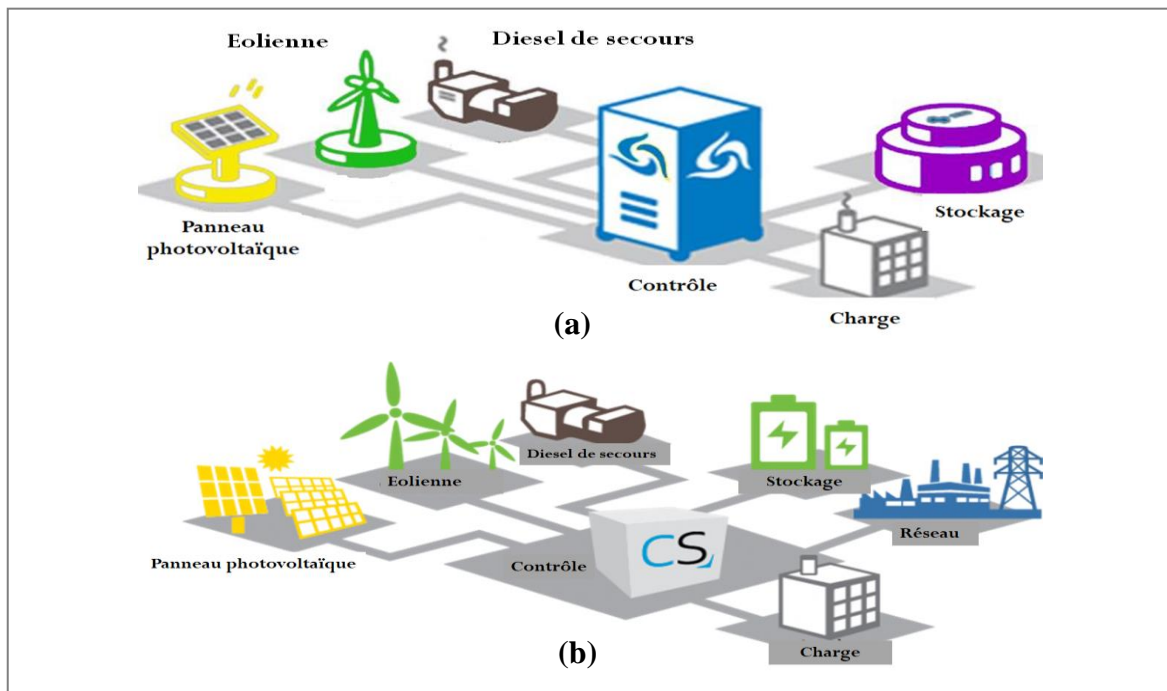 Eolienne
Diesel de secours
Panneau
photovoltaïque
Stockage
Contrôle
Charge
(a)
Diesel de secours
Eolienne
Stockage
Réseau
Panneau photovoltaïque
Contrôle
CS
Charge
(b)